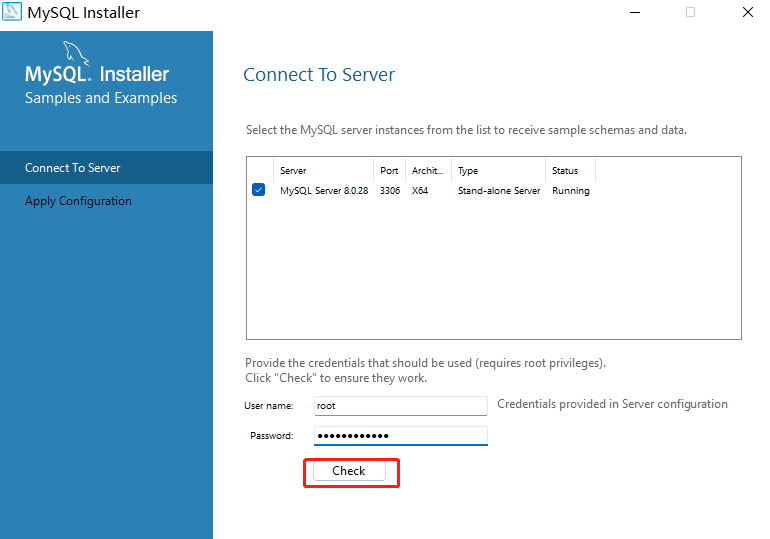 MySQL Installer
MySQL. Installer
Samples and Examples
Connect To Server
Apply Configuration
Connect To Server
Select the MySQL server instances from the list to receive sample schemas and data.
Server Port Archit... Type Status
MySQL Server 8.0.28 3306 X64 Stand-alone Server Running
Provide the credentials that should be used (requires root privileges).
Click "Check" to ensure they work.
User name: root Credentials provided in Server configuration
Password: ●●●●●●●●●●●●
Check